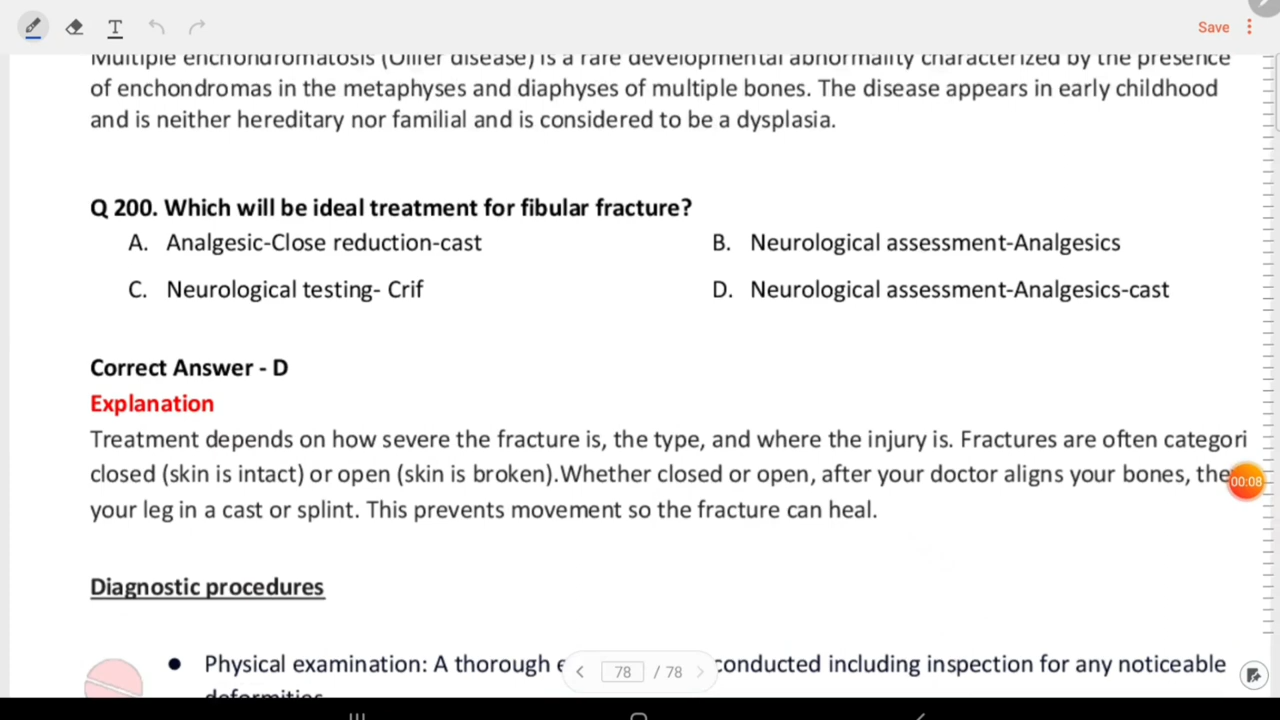 T
Save
Multiple enchondromatosis (Ollier disease) is a rare developmental abnormality characterized by the presence
of enchondromas in the metaphyses and diaphyses of multiple bones. The disease appears in early childhood
and is neither hereditary nor familial and is considered to be a dysplasia.
Q 200. Which will be ideal treatment for fibular fracture?
A. Analgesic-Close reduction-cast
B. Neurological assessment-Analgesics
C. Neurological testing- Crif
D. Neurological assessment-Analgesics-cast
Correct Answer - D
Explanation
Treatment depends on how severe the fracture is, the type, and where the injury is. Fractures are often categori
closed (skin is intact) or open (skin is broken).Whether closed or open, after your doctor aligns your bones, the
00:08
your leg in a cast or splint. This prevents movement so the fracture can heal.
Diagnostic procedures
• Physical examination: A thorough conducted including inspection for any noticeable
78 / 78
deformities